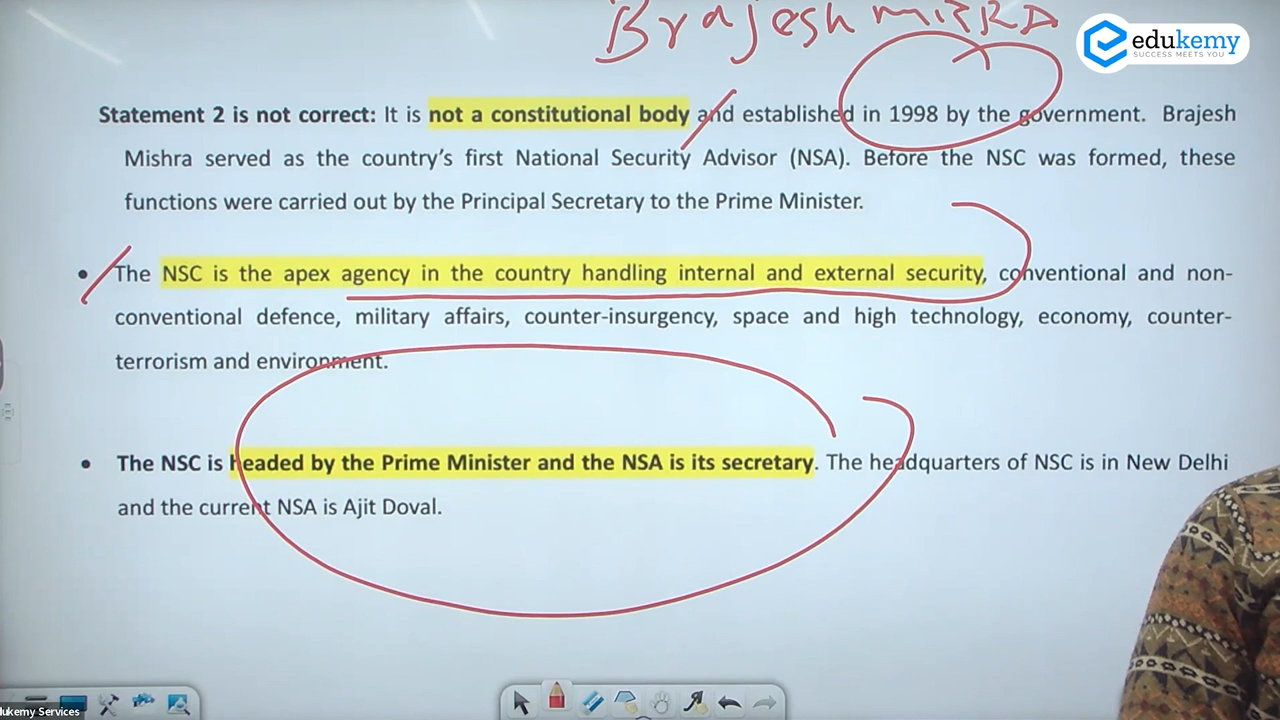 Brajesh MISRA
edukemy
SUCCESS MEETS YOU
Statement 2 is not correct: It is not a constitutional body and established in 1998 by the government. Brajesh
Mishra served as the country's first National Security Advisor (NSA). Before the NSC was formed, these
functions were carried out by the Principal Secretary to the Prime Minister.
• The NSC is the apex agency in the country handling internal and external security, conventional and non-
conventional defence, military affairs, counter-insurgency, space and high technology, economy, counter-
terrorism and environment.
• The NSC is headed by the Prime Minister and the NSA is its secretary. The headquarters of NSC is in New Delhi
and the current NSA is Ajit Doval.
dukemy Services